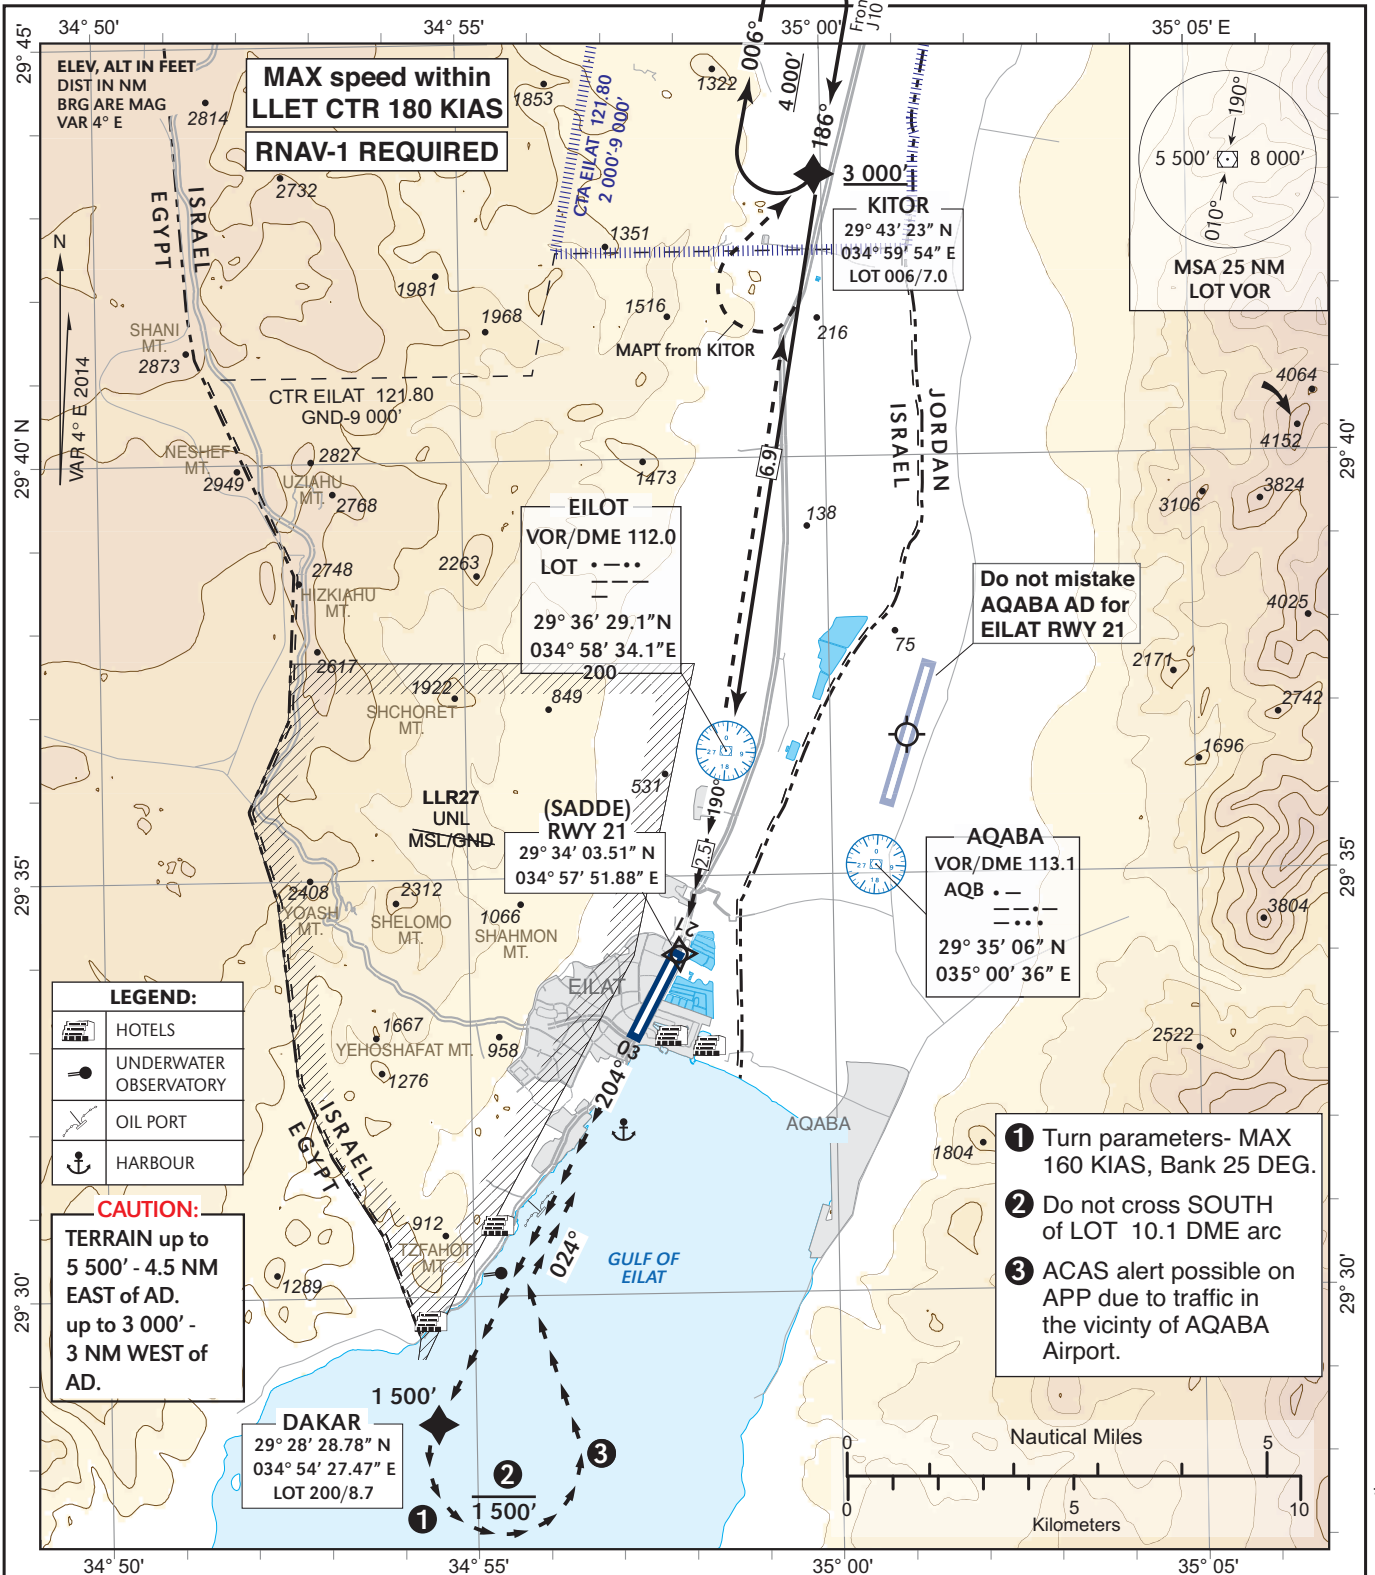 34° 50'
34° 55'
35° 00'
35° 05' E
29° 45'
ELEV, ALT IN FEET
DIST IN NM
BRG ARE MAG
VAR 4° E
MAX speed within
LLET CTR 180 KIAS
RNAV-1 REQUIRED
2814
2732
1853
1322
CTA EILAT 121.80
2 000'-9 000'
006°
4 000'
186°
From
J10
3 000'
KITOR
29° 43' 23" N
034° 59' 54" E
LOT 006/7.0
190°
5 500'
8 000'
010°
MSA 25 NM
LOT VOR
ISRAEL
EGYPT
N
VAR 4° E 2014
1351
1981
1968
1516
MAPT from KITOR
216
SHANI
MT.
2873
CTR EILAT 121.80
GND-9 000'
JORDAN
ISRAEL
4064
4152
29° 40' N
29° 40'
NESHEF
MT.
2949
2827
UZIAHU
MT.
2768
1473
6.9
138
3106
3824
EILOT
VOR/DME 112.0
LOT
29° 36' 29.1"N
034° 58' 34.1"E
200
2263
2748
HIZKIAHU
MT.
2617
Do not mistake
AQABA AD for
EILAT RWY 21
75
4025
2171
2742
1696
1922
SHCHORET
MT.
849
531
0
27
9
18
190°
2.5
LLR27
UNL
MSL/GND
(SADDE)
RWY 21
29° 34' 03.51" N
034° 57' 51.88" E
0
27
9
18
AQABA
VOR/DME 113.1
AQB
29° 35' 06" N
035° 00' 36" E
29° 35'
29° 35'
3804
2408
YOASH
MT.
2312
SHELOMO
MT.
1066
SHAHMON
MT.
21
EILAT
03
204°
LEGEND:
HOTELS
UNDERWATER
OBSERVATORY
OIL PORT
HARBOUR
1667
YEHOSHAFAT MT.
958
1276
ISRAEL
EGYPT
2522
AQABA
1804
1 Turn parameters- MAX
160 KIAS, Bank 25 DEG.
2 Do not cross SOUTH
of LOT 10.1 DME arc
3 ACAS alert possible on
APP due to traffic in
the vicinty of AQABA
Airport.
CAUTION:
TERRAIN up to
5 500' - 4.5 NM
EAST of AD.
up to 3 000' -
3 NM WEST of
AD.
912
TZFAHOT
MT.
1289
024°
GULF OF
EILAT
29° 30'
29° 30'
1 500'
DAKAR
29° 28' 28.78" N
034° 54' 27.47" E
LOT 200/8.7
1
2
1 500'
3
Nautical Miles
0
5
0
5
10
Kilometers
34° 50'
34° 55'
35° 00'
35° 05'